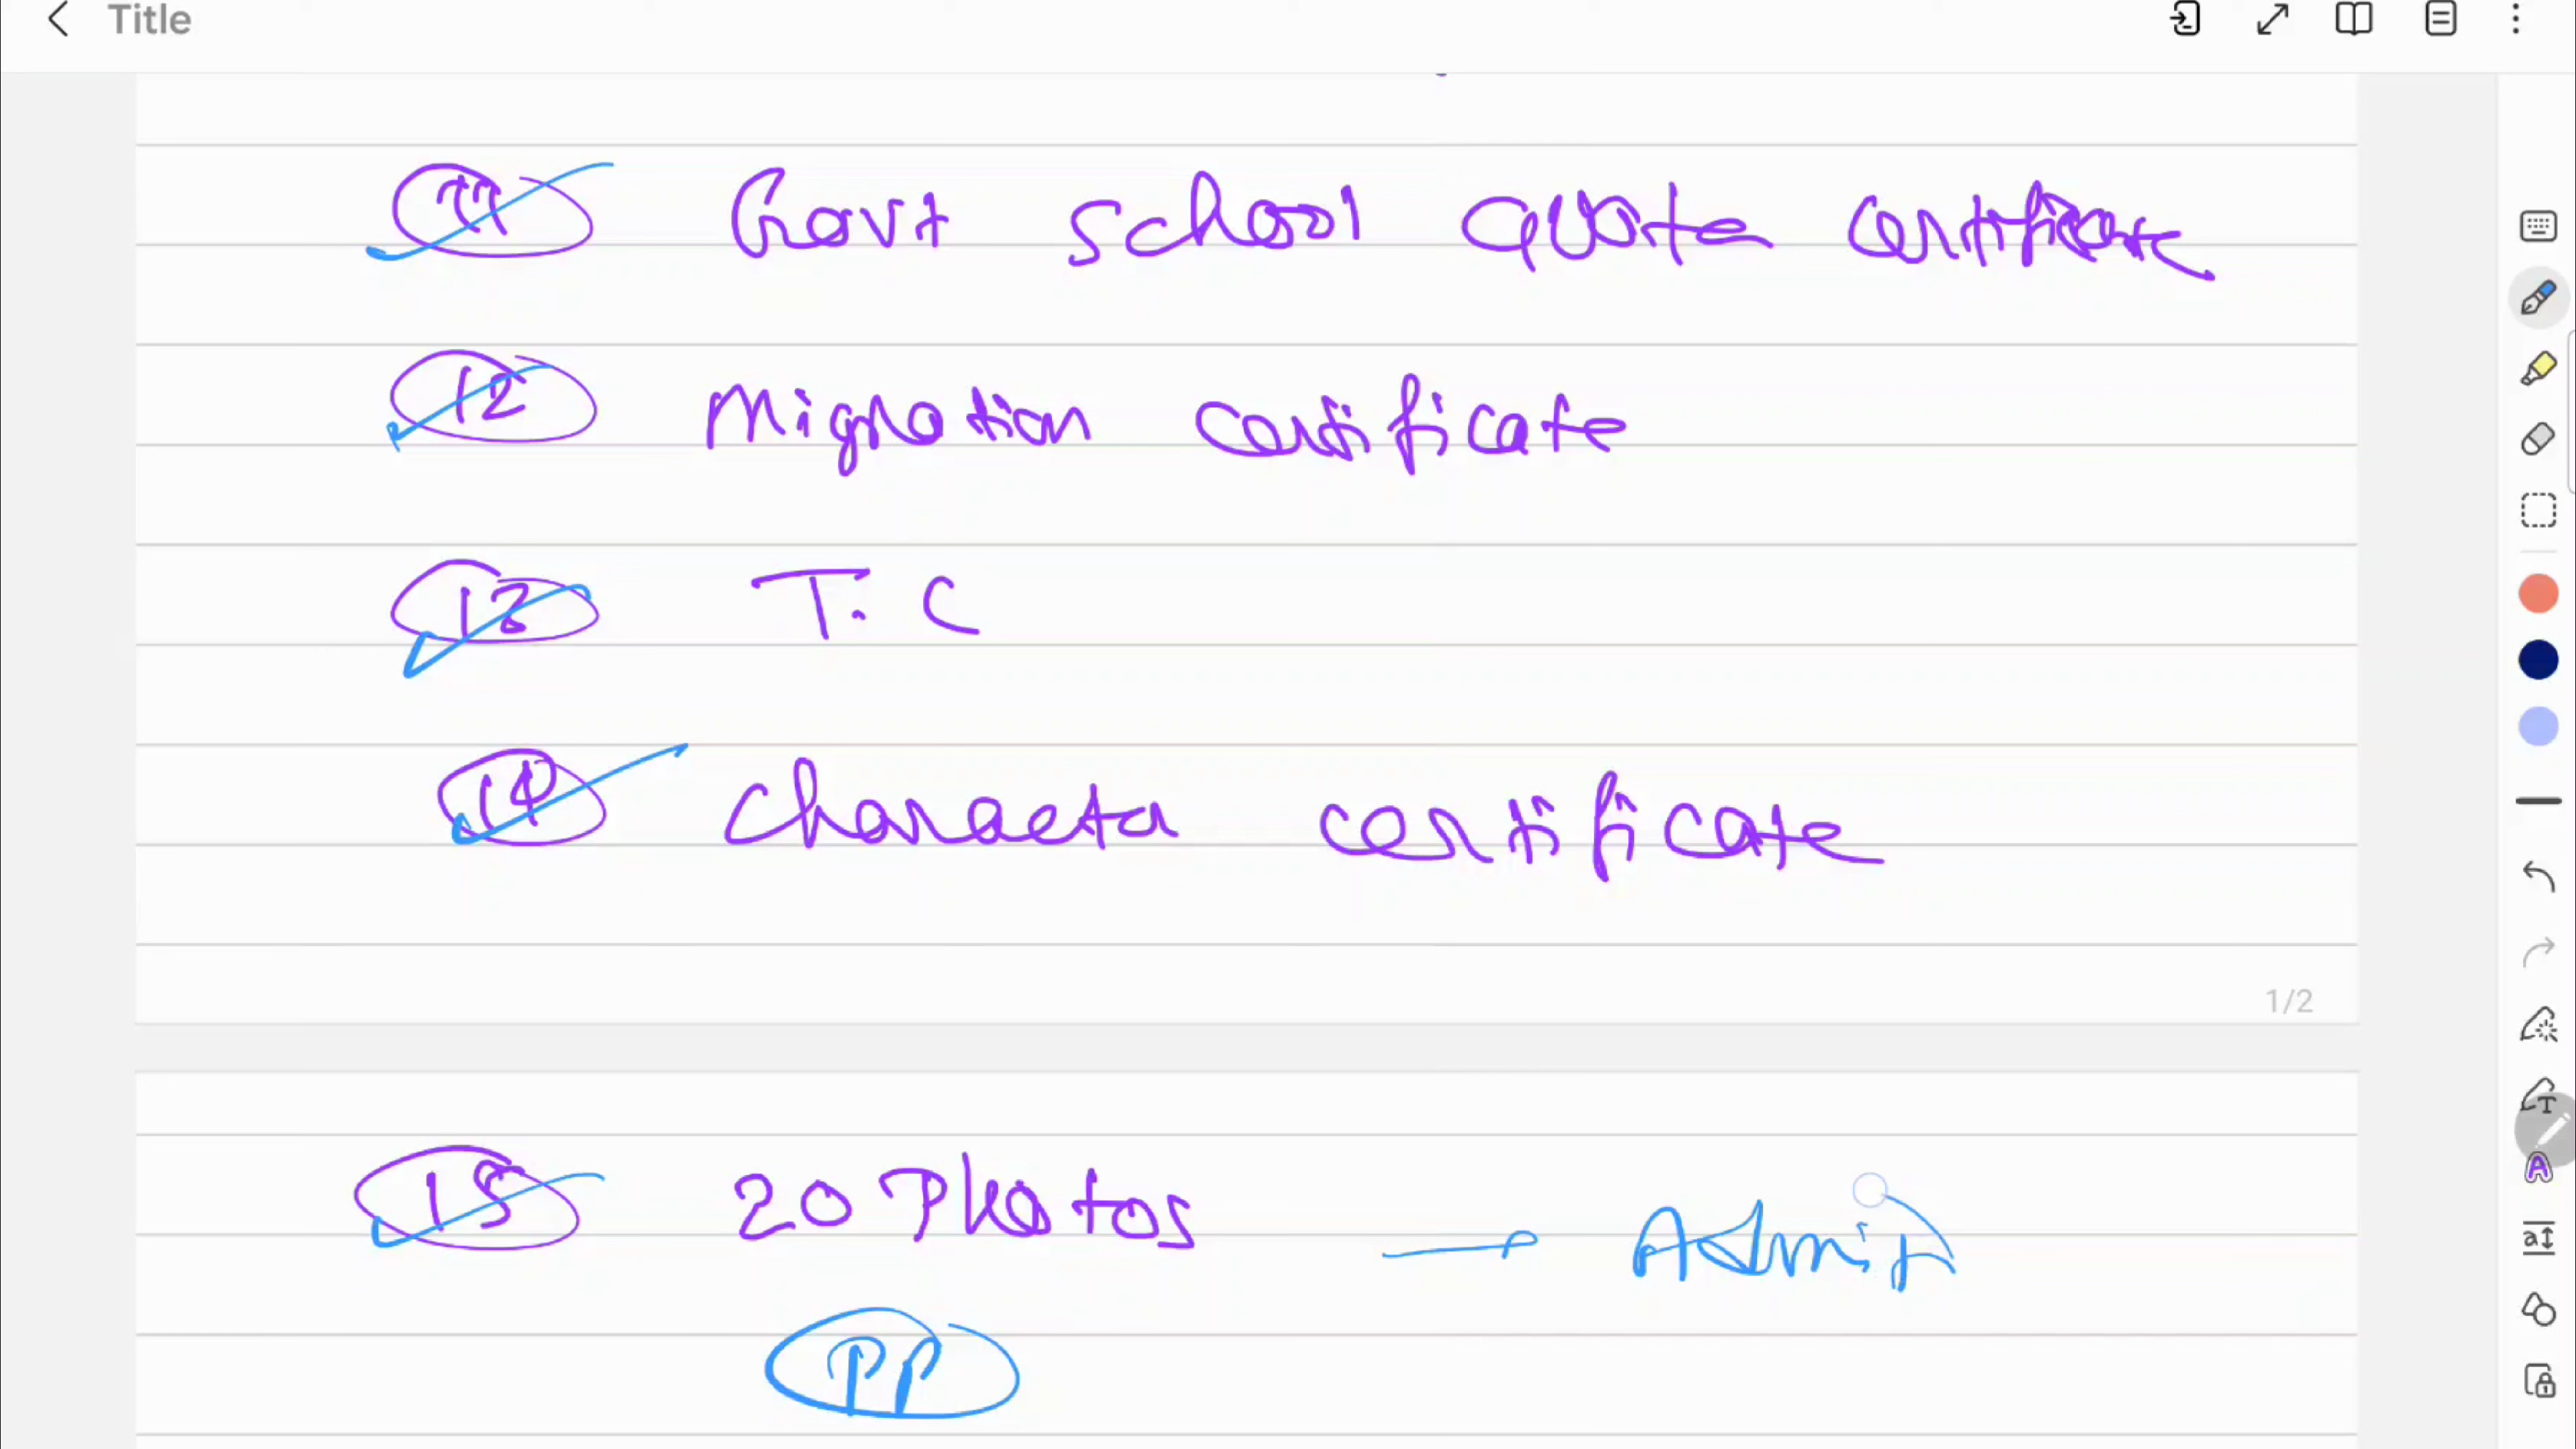 Title
11 Govt school quota certificate
12 Migration certificate
13 T.C
14 Character certificate
1/2
15 20 Photos → Admit
PP